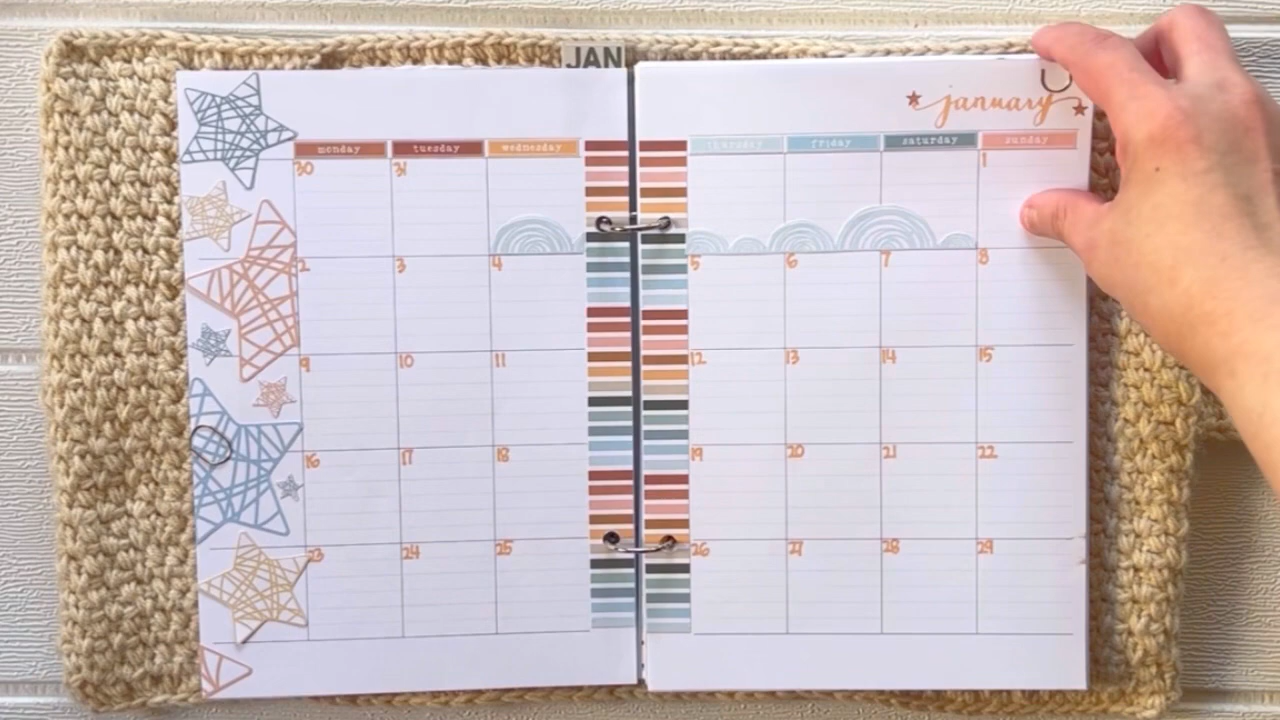 JAN
january
monday tuesday wednesday thursday friday saturday sunday
30 31 1
2 3 4 5 6 7 8
9 10 11 12 13 14 15
16 17 18 19 20 21 22
23 24 25 26 27 28 29